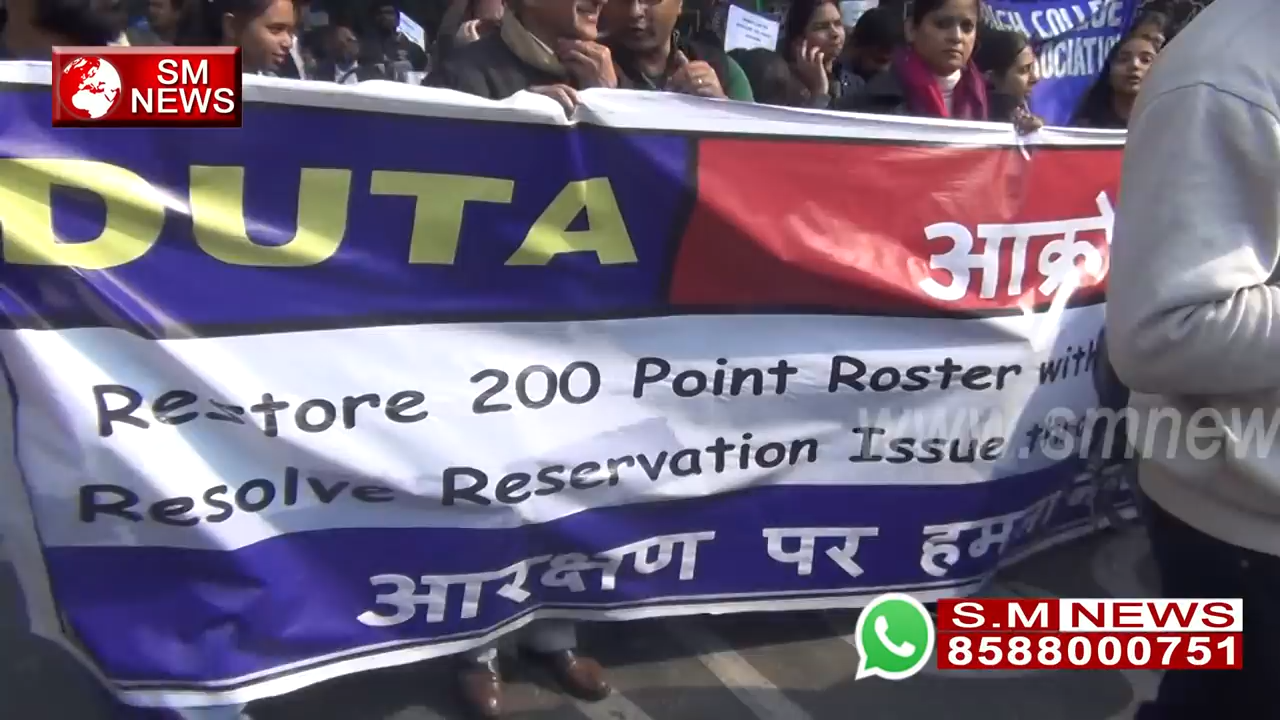 SM
NEWS
COLLEGE
DUTA
आक्रो
Restore 200 Point Roster with
www.smnew
Resolve Reservation Issue
आरक्षण पर
S.M NEWS
8588000751